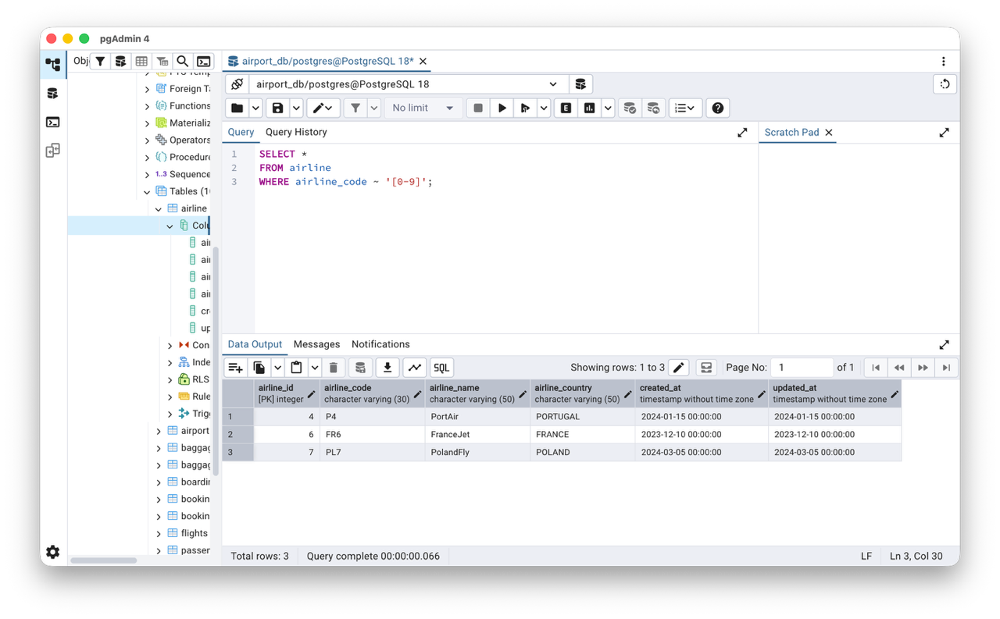 pgAdmin 4
Obj
airport_db/postgres@PostgreSQL 18*
airport_db/postgres@PostgreSQL 18
No limit
E
Query
Query History
Scratch Pad
1 SELECT *
2 FROM airline
3 WHERE airline_code ~ '[0-9]';
Foreign Ta
Functions
Materializ
Operators
Procedure
1..3 Sequence
Tables (1
airline
Colu
air
air
air
air
cre
up
Con
Inde
RLS
Rule
Trig
airport
baggag
baggag
boardin
bookin
bookin
flights
passen
Data Output
Messages
Notifications
SQL
Showing rows: 1 to 3
Page No:
1
of 1
airline_id
[PK] integer
airline_code
character varying (30)
airline_name
character varying (50)
airline_country
character varying (50)
created_at
timestamp without time zone
updated_at
timestamp without time zone
1 4 P4 PortAir PORTUGAL 2024-01-15 00:00:00 2024-01-15 00:00:00
2 6 FR6 FranceJet FRANCE 2023-12-10 00:00:00 2023-12-10 00:00:00
3 7 PL7 PolandFly POLAND 2024-03-05 00:00:00 2024-03-05 00:00:00
Total rows: 3
Query complete 00:00:00.066
LF
Ln 3, Col 30